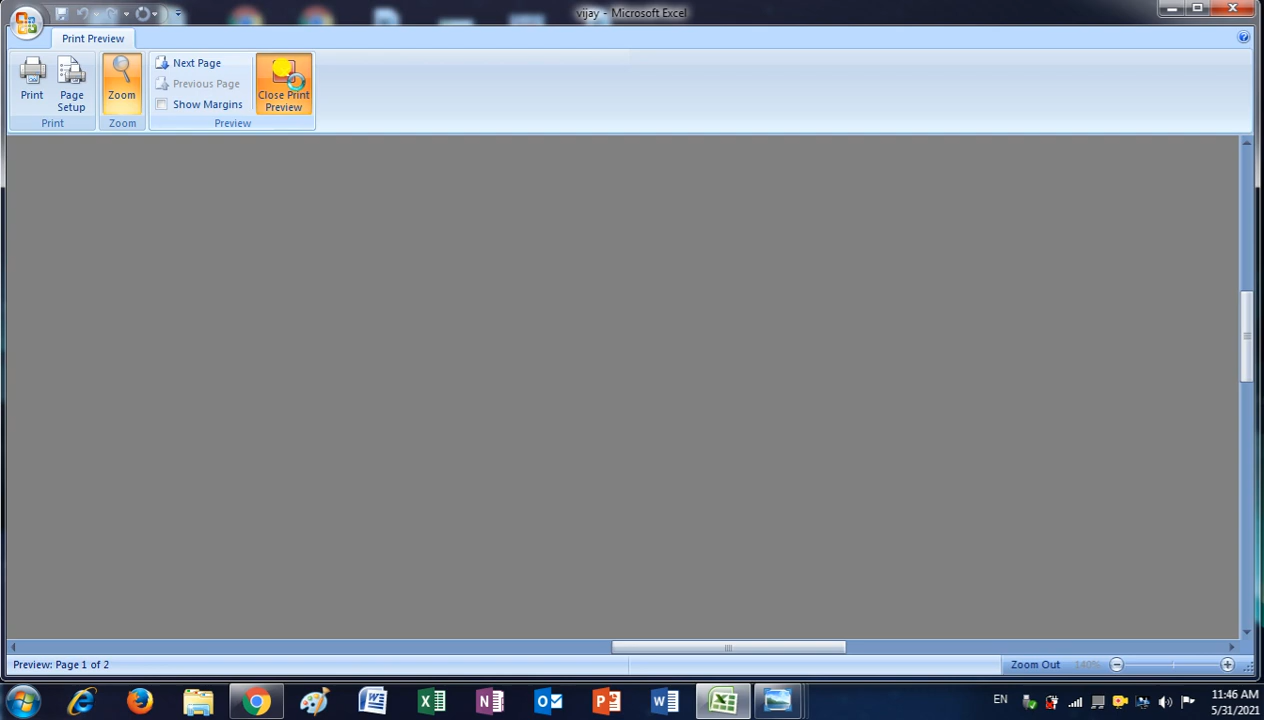 vijay - Microsoft Excel
Print Preview
Print
Page Setup
Zoom
Next Page
Previous Page
Show Margins
Close Print Preview
Print
Zoom
Preview
Preview: Page 1 of 2
Zoom Out
140%
EN
11:46 AM
5/31/2021